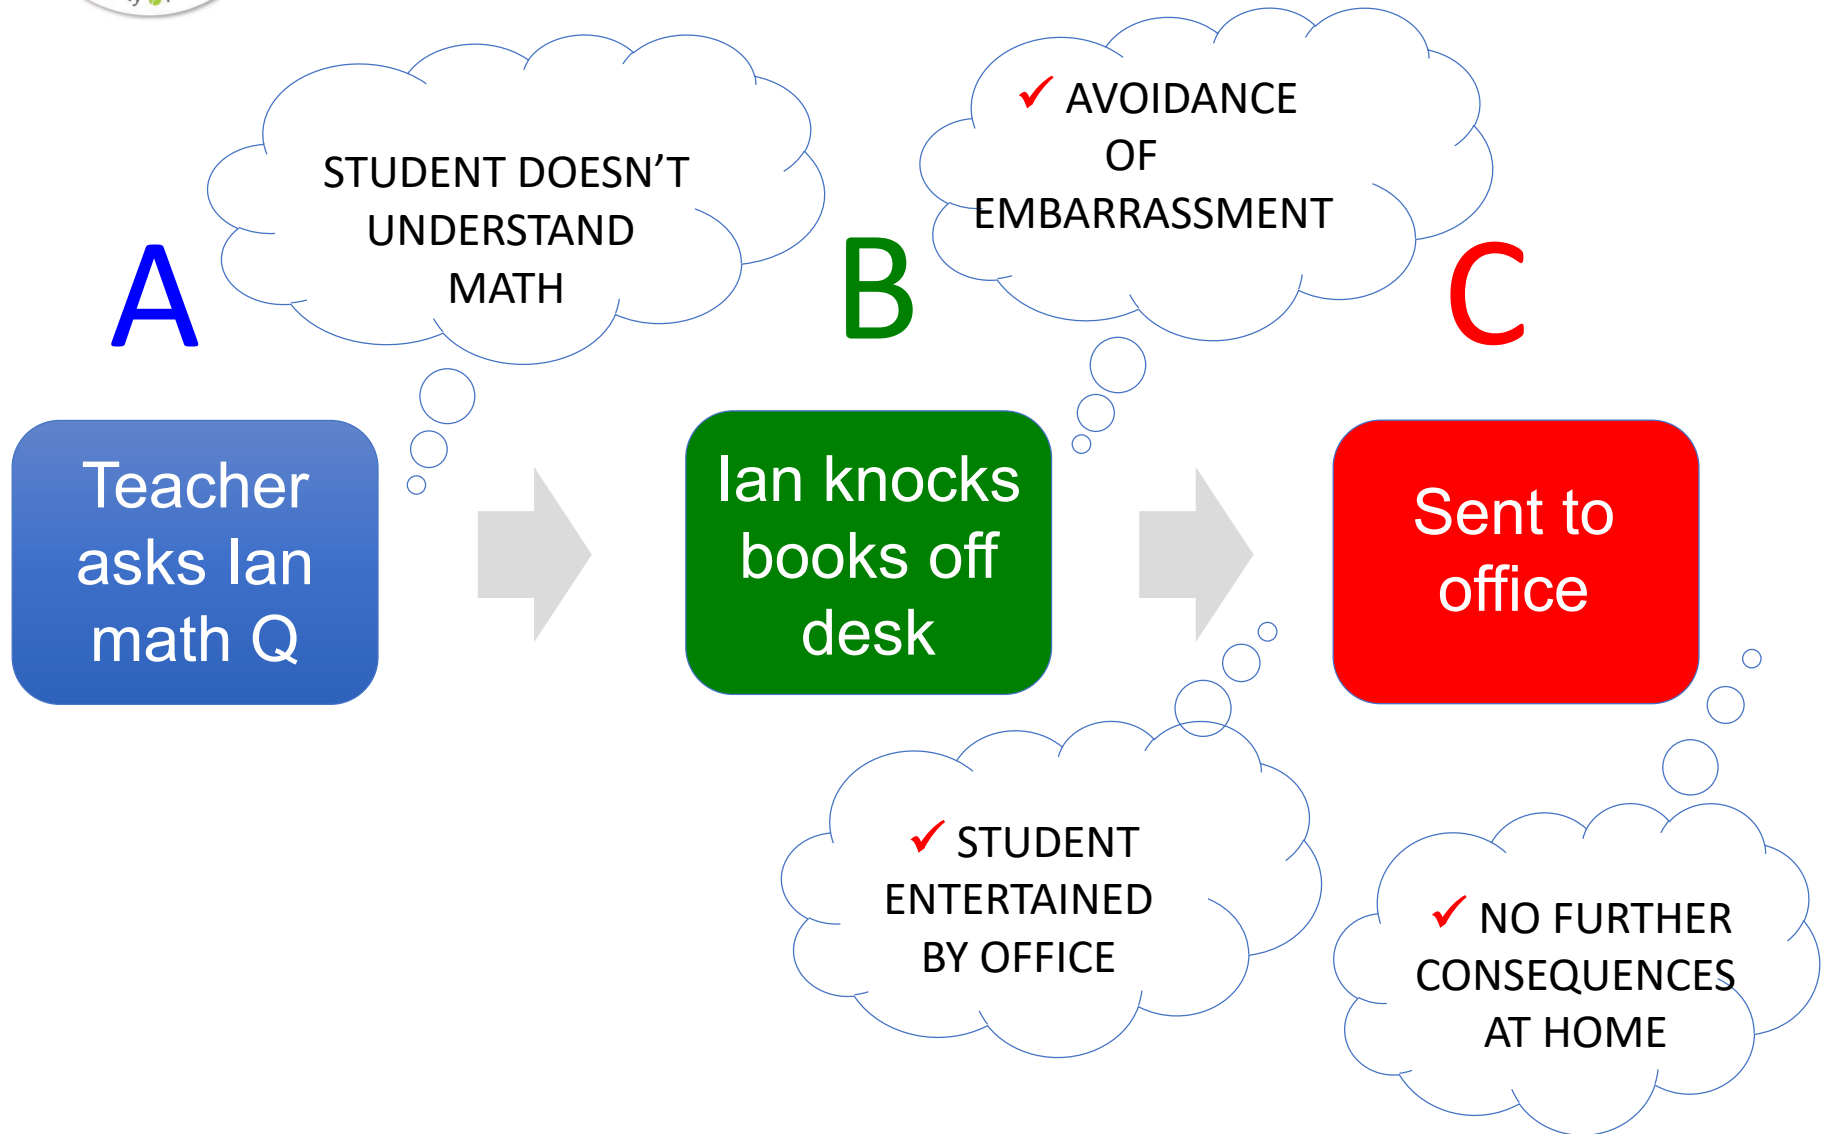 STUDENT DOESN'T
UNDERSTAND
MATH
✓ AVOIDANCE
OF
EMBARRASSMENT
A
B
C
Teacher
asks Ian
math Q
Ian knocks
books off
desk
Sent to
office
✓ STUDENT
ENTERTAINED
BY OFFICE
✓ NO FURTHER
CONSEQUENCES
AT HOME